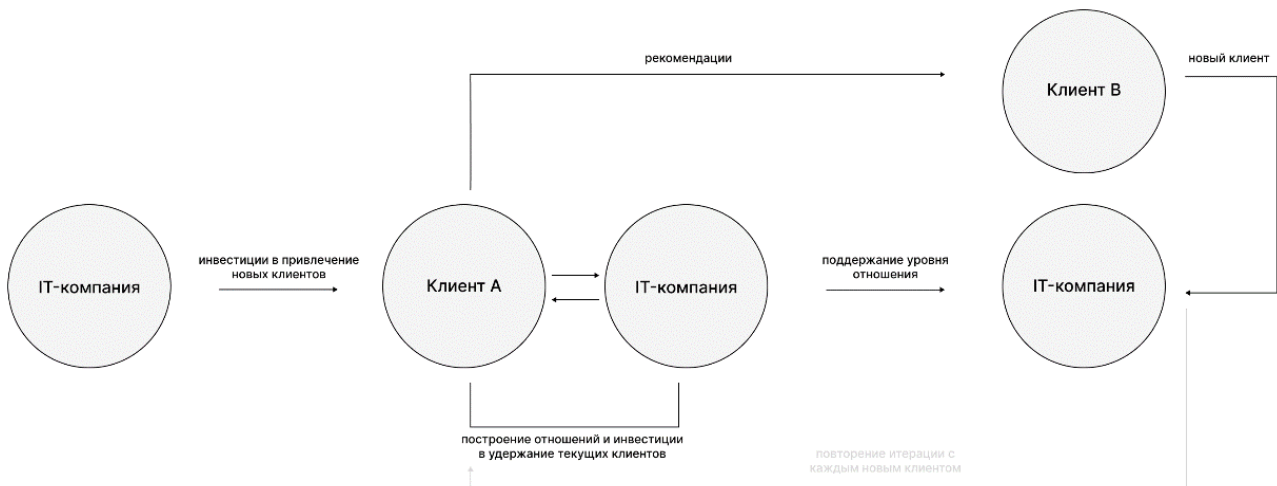 рекомендации
новый клиент
Клиент B
IT-компания
инвестиции в привлечение
новых клиентов
Клиент A
IT-компания
поддержание уровня
отношения
IT-компания
построение отношений и инвестиции
в удержание текущих клиентов
повторение итерации с
каждым новым клиентом